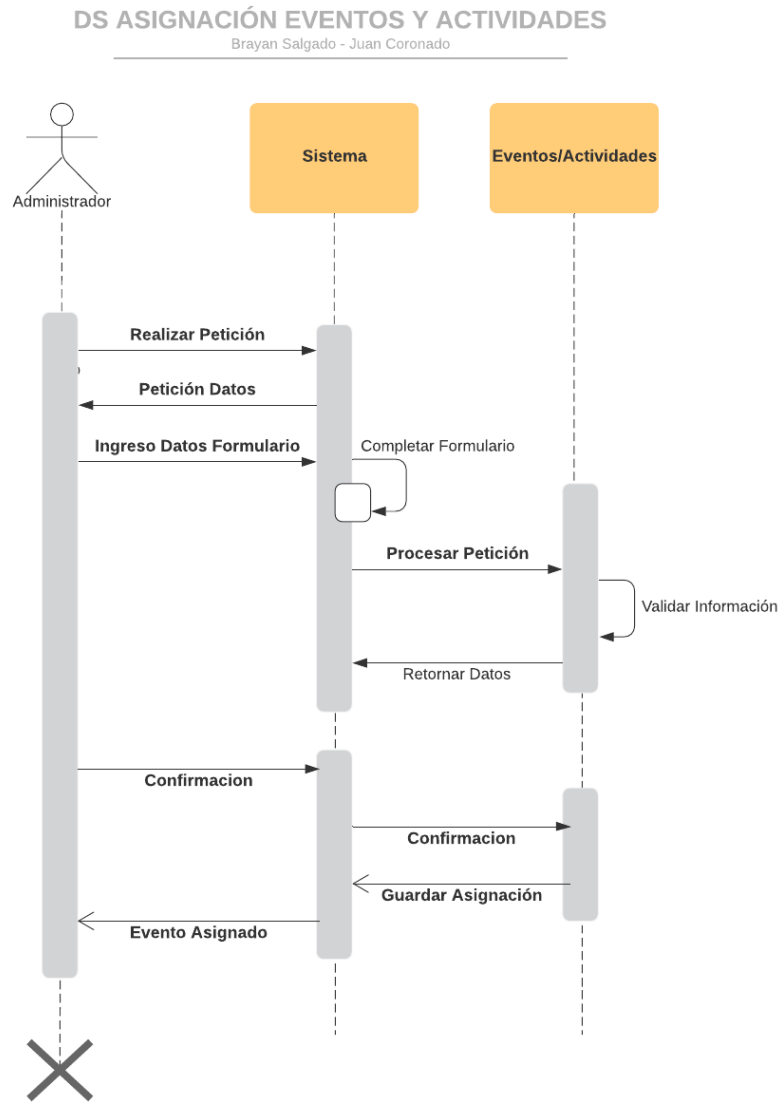 DS ASIGNACIÓN EVENTOS Y ACTIVIDADES
Brayan Salgado - Juan Coronado
Sistema
Eventos/Actividades
Administrador
Realizar Petición
Petición Datos
Ingreso Datos Formulario
Completar Formulario
Procesar Petición
Validar Información
Retornar Datos
Confirmacion
Confirmacion
Guardar Asignación
Evento Asignado